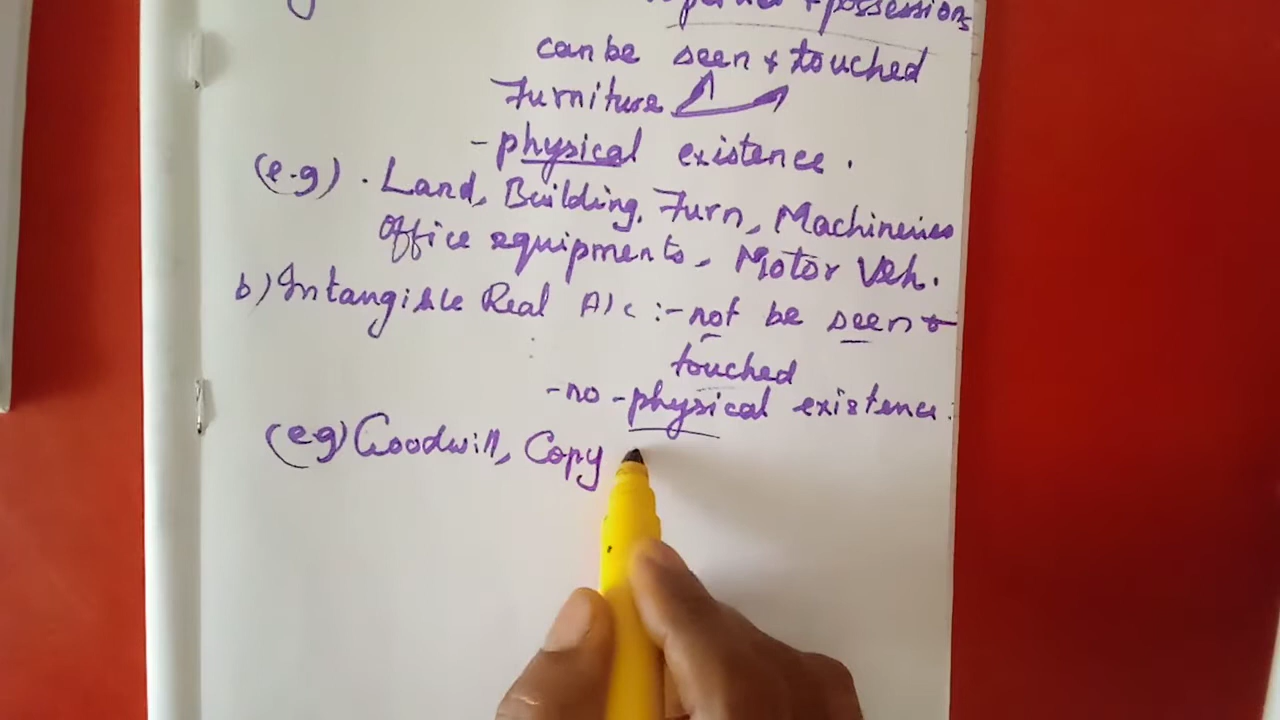 + possessions
can be seen + touched
Furniture
- physical existence.
(e.g) . Land, Building, Furn, Machineries
Office equipments, Motor Veh.
b) Intangible Real A/c :- not be seen +
touched
- no - physical existence.
(eg) Goodwill, Copy